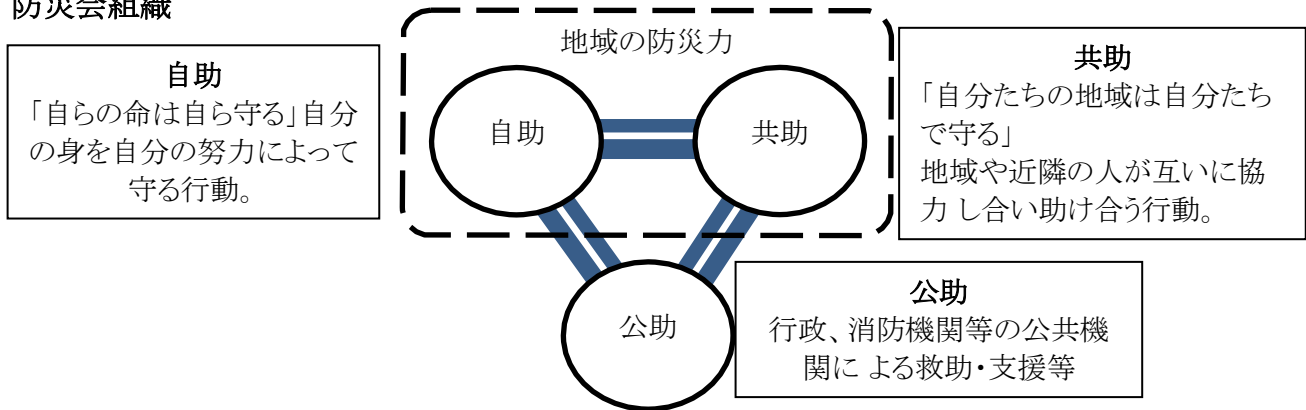 防災会組織
地域の防災力
自助
「自らの命は自ら守る」自分
の身を自分の努力によって
守る行動。
自助
共助
共助
「自分たちの地域は自分たち
で守る」
地域や近隣の人が互いに協
力 し合い助け合う行動。
公助
公助
行政、消防機関等の公共機
関に よる救助・支援等